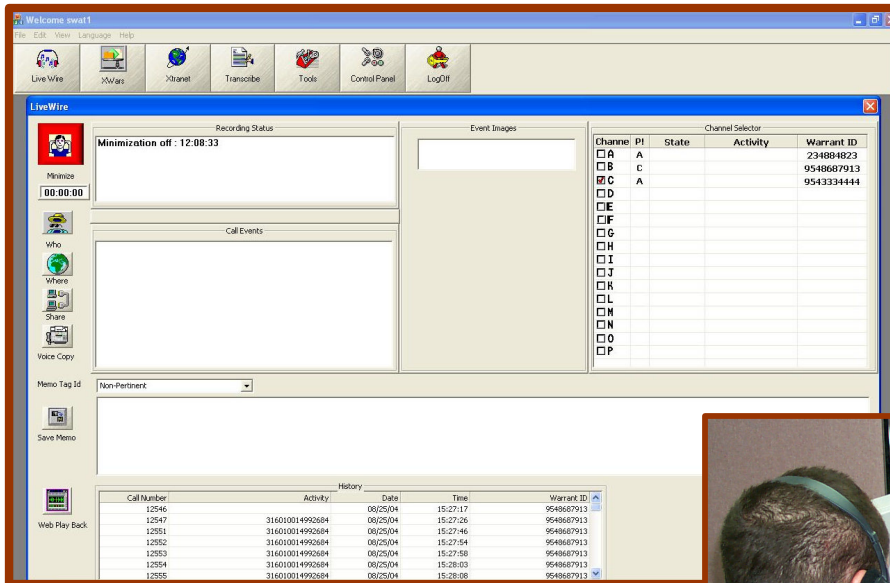 Welcome swat1
File Edit View Language Help
Live Wire XWars Xtranet Transcribe Tools Control Panel LogOff
LiveWire
Recording Status
Minimization off : 12:08:33
Minimize
00:00:00
Who
Where
Share
Voice Copy
Call Events
Event Images
Channel Selector
Channe P! State Activity Warrant ID
A A 234884823
B C 9548687913
C A 9543334444
D
E
F
G
H
I
J
K
L
M
N
O
P
Memo Tag Id Non-Pertinent
Save Memo
Web Play Back
History
Call Number Activity Date Time Warrant ID
12546 08/25/04 15:27:17 9548687913
12547 316010014992684 08/25/04 15:27:26 9548687913
12551 316010014992684 08/25/04 15:27:46 9548687913
12552 316010014992684 08/25/04 15:27:54 9548687913
12553 316010014992684 08/25/04 15:27:58 9548687913
12554 316010014992684 08/25/04 15:28:03 9548687913
12555 316010014992684 08/25/04 15:28:08 9548687913